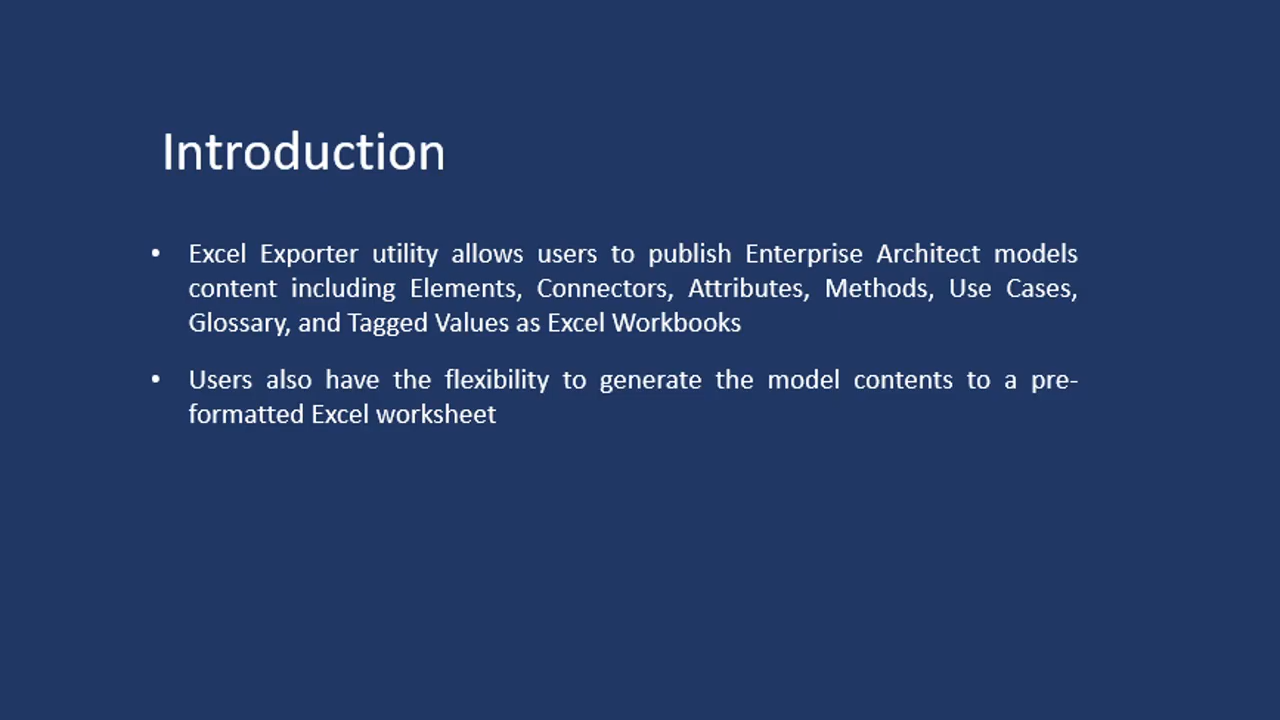 Introduction
• Excel Exporter utility allows users to publish Enterprise Architect models
content including Elements, Connectors, Attributes, Methods, Use Cases,
Glossary, and Tagged Values as Excel Workbooks
• Users also have the flexibility to generate the model contents to a pre-
formatted Excel worksheet